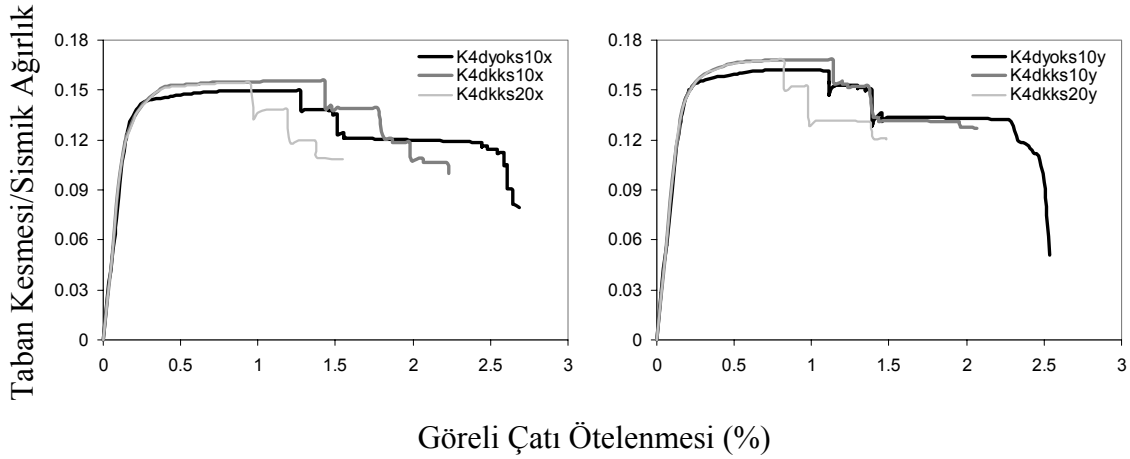 Taban Kesmesi/Sismik Ağırlık
0.18
0.15
0.12
0.09
0.06
0.03
0
0 0.5 1 1.5 2 2.5 3
K4dyoks10x
K4dkks10x
K4dkks20x
0.18
0.15
0.12
0.09
0.06
0.03
0
0 0.5 1 1.5 2 2.5 3
K4dyoks10y
K4dkks10y
K4dkks20y
Göreli Çatı Ötelenmesi (%)